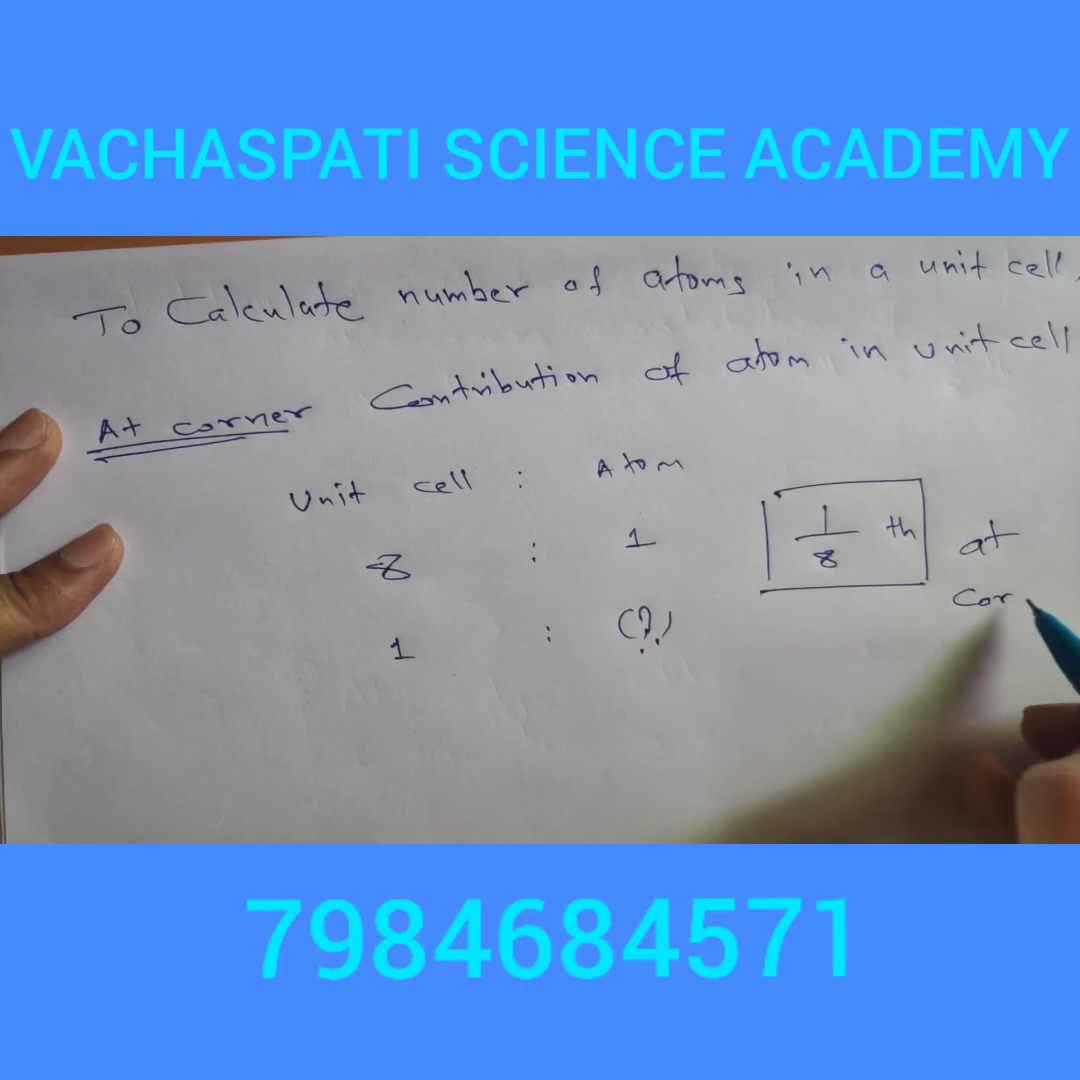 VACHASPATI SCIENCE ACADEMY
To Calculate number of atoms in a unit cell,
At corner Contribution of atom in unit cell
Unit cell : Atom
8 : 1
1 : (?)
1/8 th at
Cor
7984684571